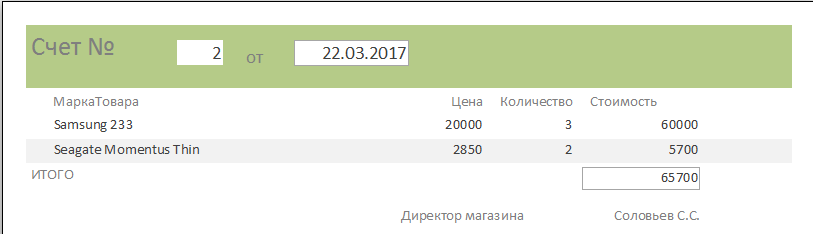 Счет № 2 от 22.03.2017
МаркаТовара Цена Количество Стоимость
Samsung 233 20000 3 60000
Seagate Momentus Thin 2850 2 5700
ИТОГО 65700
Директор магазина Соловьев С.С.